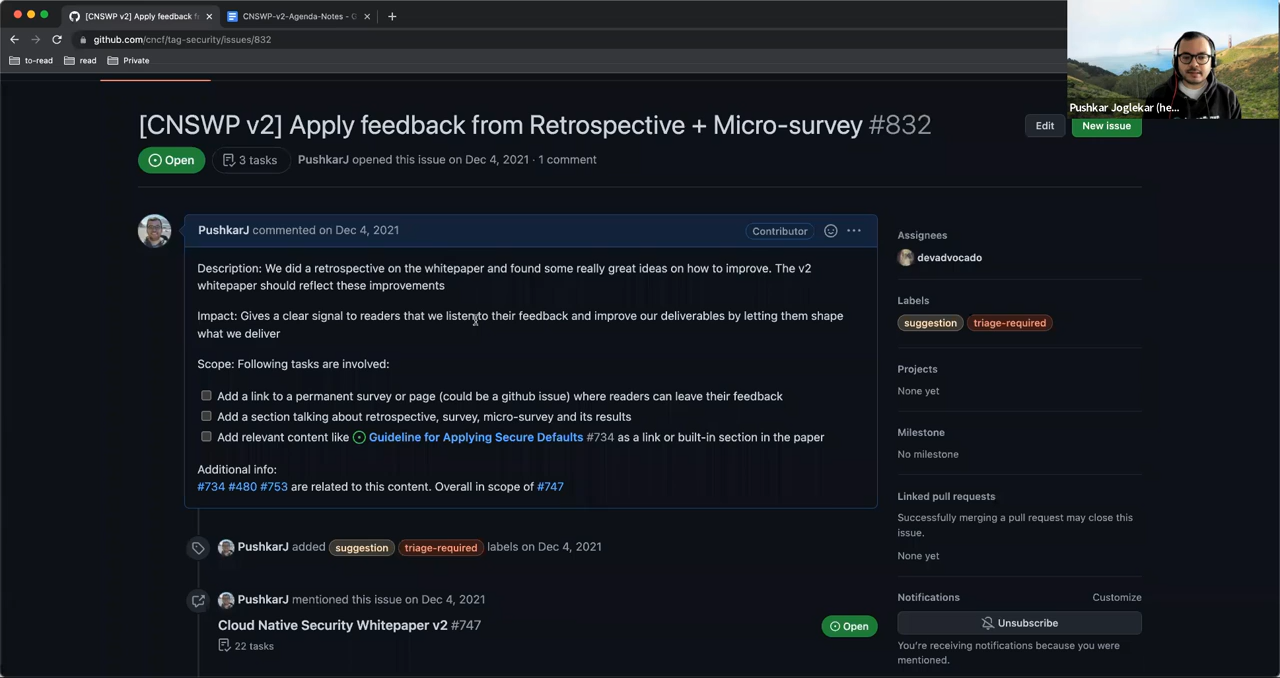 [CNSWP v2] Apply feedback f
CNSWP-v2-Agenda-Notes - G
github.com/cncf/tag-security/issues/832
to-read
read
Private
Pushkar Joglekar (he...
[CNSWP v2] Apply feedback from Retrospective + Micro-survey #832
Edit
New issue
Open
3 tasks
PushkarJ opened this issue on Dec 4, 2021 · 1 comment
PushkarJ commented on Dec 4, 2021
Contributor
Description: We did a retrospective on the whitepaper and found some really great ideas on how to improve. The v2
whitepaper should reflect these improvements
Impact: Gives a clear signal to readers that we listen to their feedback and improve our deliverables by letting them shape
what we deliver
Scope: Following tasks are involved:
Add a link to a permanent survey or page (could be a github issue) where readers can leave their feedback
Add a section talking about retrospective, survey, micro-survey and its results
Add relevant content like Guideline for Applying Secure Defaults #734 as a link or built-in section in the paper
Additional info:
#734 #480 #753 are related to this content. Overall in scope of #747
PushkarJ added suggestion triage-required labels on Dec 4, 2021
PushkarJ mentioned this issue on Dec 4, 2021
Cloud Native Security Whitepaper v2 #747
Open
22 tasks
Assignees
devadvocado
Labels
suggestion triage-required
Projects
None yet
Milestone
No milestone
Linked pull requests
Successfully merging a pull request may close this
issue.
None yet
Notifications
Customize
Unsubscribe
You're receiving notifications because you were
mentioned.